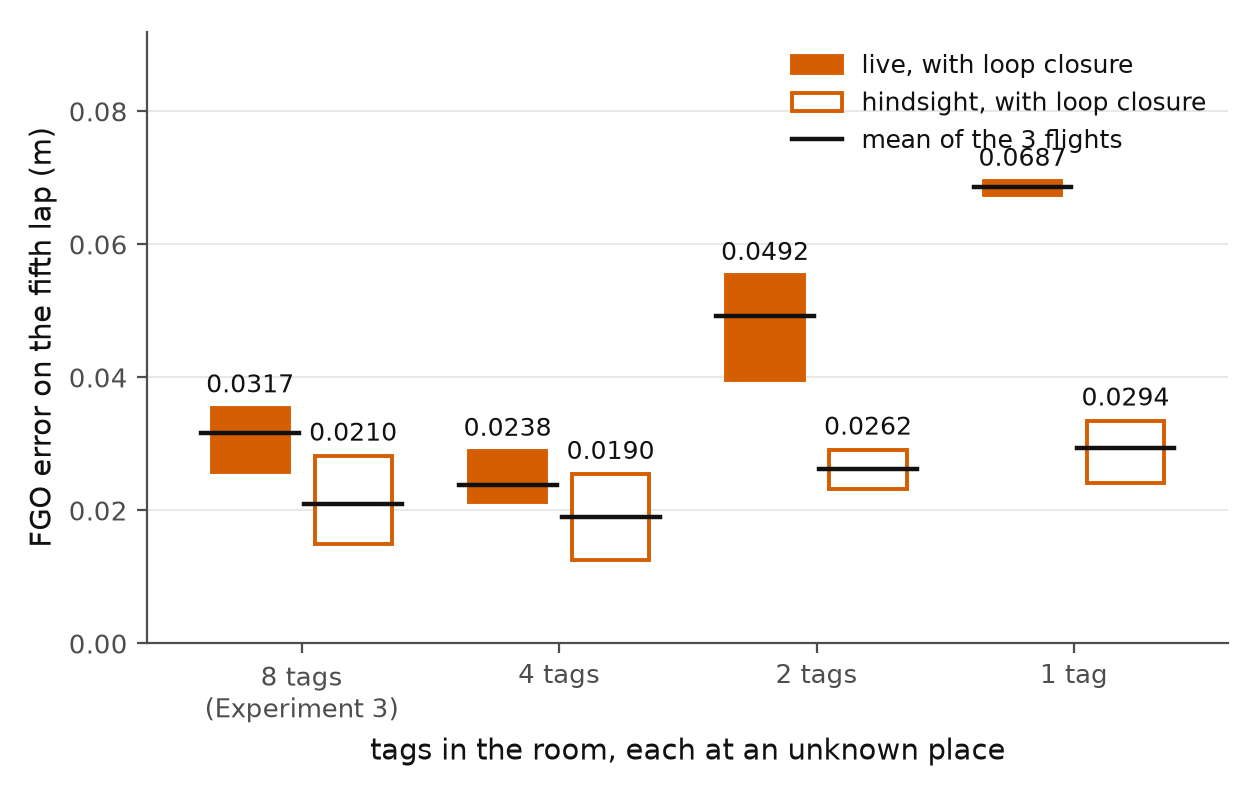 live, with loop closure
hindsight, with loop closure
mean of the 3 flights
FGO error on the fifth lap (m)
0.08
0.06
0.04
0.02
0.00
0.0317
0.0210
0.0238
0.0190
0.0492
0.0262
0.0687
0.0294
8 tags
(Experiment 3)
4 tags
2 tags
1 tag
tags in the room, each at an unknown place